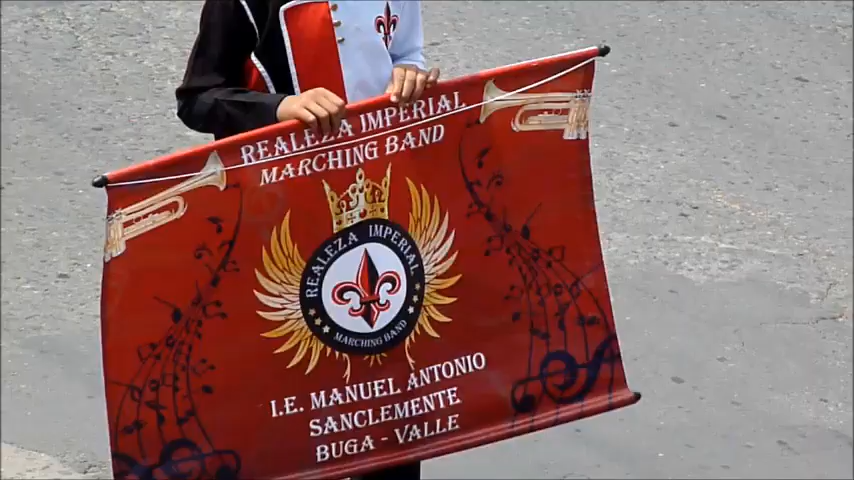 REALEZA IMPERIAL
MARCHING BAND
REALEZA IMPERIAL
MARCHING BAND
I.E. MANUEL ANTONIO
SANCLEMENTE
BUGA - VALLE